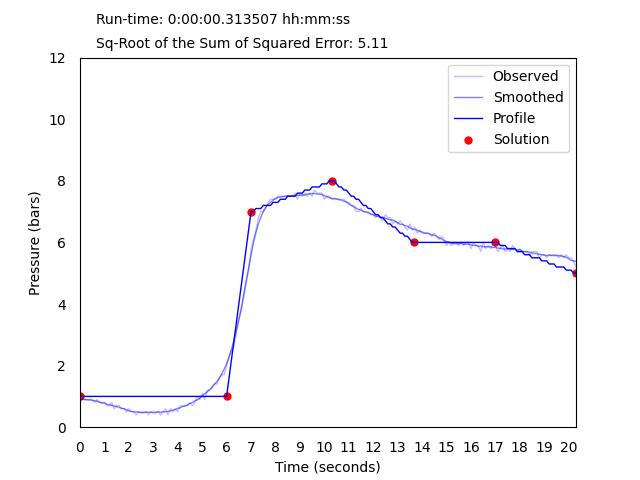 Run-time: 0:00:00.313507 hh:mm:ss
Sq-Root of the Sum of Squared Error: 5.11
12
10
8
6
4
2
0
Pressure (bars)
Observed
Smoothed
Profile
Solution
0 1 2 3 4 5 6 7 8 9 10 11 12 13 14 15 16 17 18 19 20
Time (seconds)